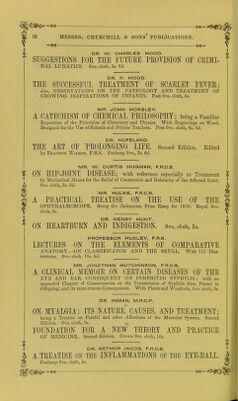 56 MESSRS. CHURCHILL & SONS' PUBLICATIONS.
DR. W. CHARLES HOOD.
SUGGESTIONS FOR THE FUTURE PROVISION OF CRIMI-
NAL LUNATICS. 8vo. cloth, 5s. 6d.
DR. P. HOOD.
THE SUCCESSFUL TREATMENT OF SCARLET FEVER;
also, OBSERVATIONS ON THE PATHOLOGY AND TREATMENT OF
CROWING INSPIRATIONS OF INFANTS. Post 8vo. cloth, 5s.
MR. JOHN HORSLEY.
A CATECHISM OF CHEMICAL PHILOSOPHY; being a Familiar
Exposition of the Principles of Chemistry and Physics. With Engravings on Wood.
Designed for the Use of Schools and Private Teachers. Post 8vo. cloth, 6s. 6d.
DR. HUFELAND.
THE ART OF PROLONGING LIFE. Second Edition. Edited
by Erasmus Wilson, F.R.S. Foolscap 8vo., 2s. 6d.
MR. W. CURTIS HUGMAN, F.R.C.S.
ON HIP-JOINT DISEASE; with reference especially to Treatment
by Mechanical Means for the Relief of Contraction and Deformity of the Affected Limb.
8vo. cloth, 3s. 6d.
MR. HULKE, F.R.C.S.
A PRACTICAL TREATISE ON THE USE OF THE
OPHTHALMOSCOPE. Being the Jacksonian Prize Essay for 1859. Royal 8vo.
cloth, 8s.
DR. HENRY HUNT.
ON HEARTBURN AND INDIGESTION. 8vo. cloth, 5s.
PROFESSOR HUXLEY, F.R.S.
LECTURES ON THE ELEMENTS OF COMPARATIVE
ANATOMY.—ON CLASSIFICATION AND THE SKULL. With 111 Illus-
trations. 8vo. cloth, 10s. 6d.
MR. JONATHAN HUTCHINSON, F.R.C.S.
A CLINICAL MEMOIR ON CERTAIN DISEASES OF THE
EYE AND EAR, CONSEQUENT ON INHERITED SYPHILIS; with an
appended Chapter of Commentaries on the Transmission of Syphilis from Parent to
Offspring, and its more remote Consequences. With Plates and Woodcuts, 8vo. cloth, 9s.
DR. INMAN, M.R.C.P.
ON MYALGIA: ITS NATURE, CAUSES, AND TREATMENT;
being a Treatise on Painful and other Affections of the Muscular System. Second
Edition. 8vo. cloth, 9s.
FOUNDATION FOR A NEW THEORY AND PRACTICE
OF MEDICINE. Second Edition. Crown 8vo. cloth, 10s.
DR. ARTHUR JACOB, F.R.C.S.
A TREATISE ON THE INFLAMMATIONS OF THE EYE-BALL.
Foolscap 8vo. cloth, 5s.